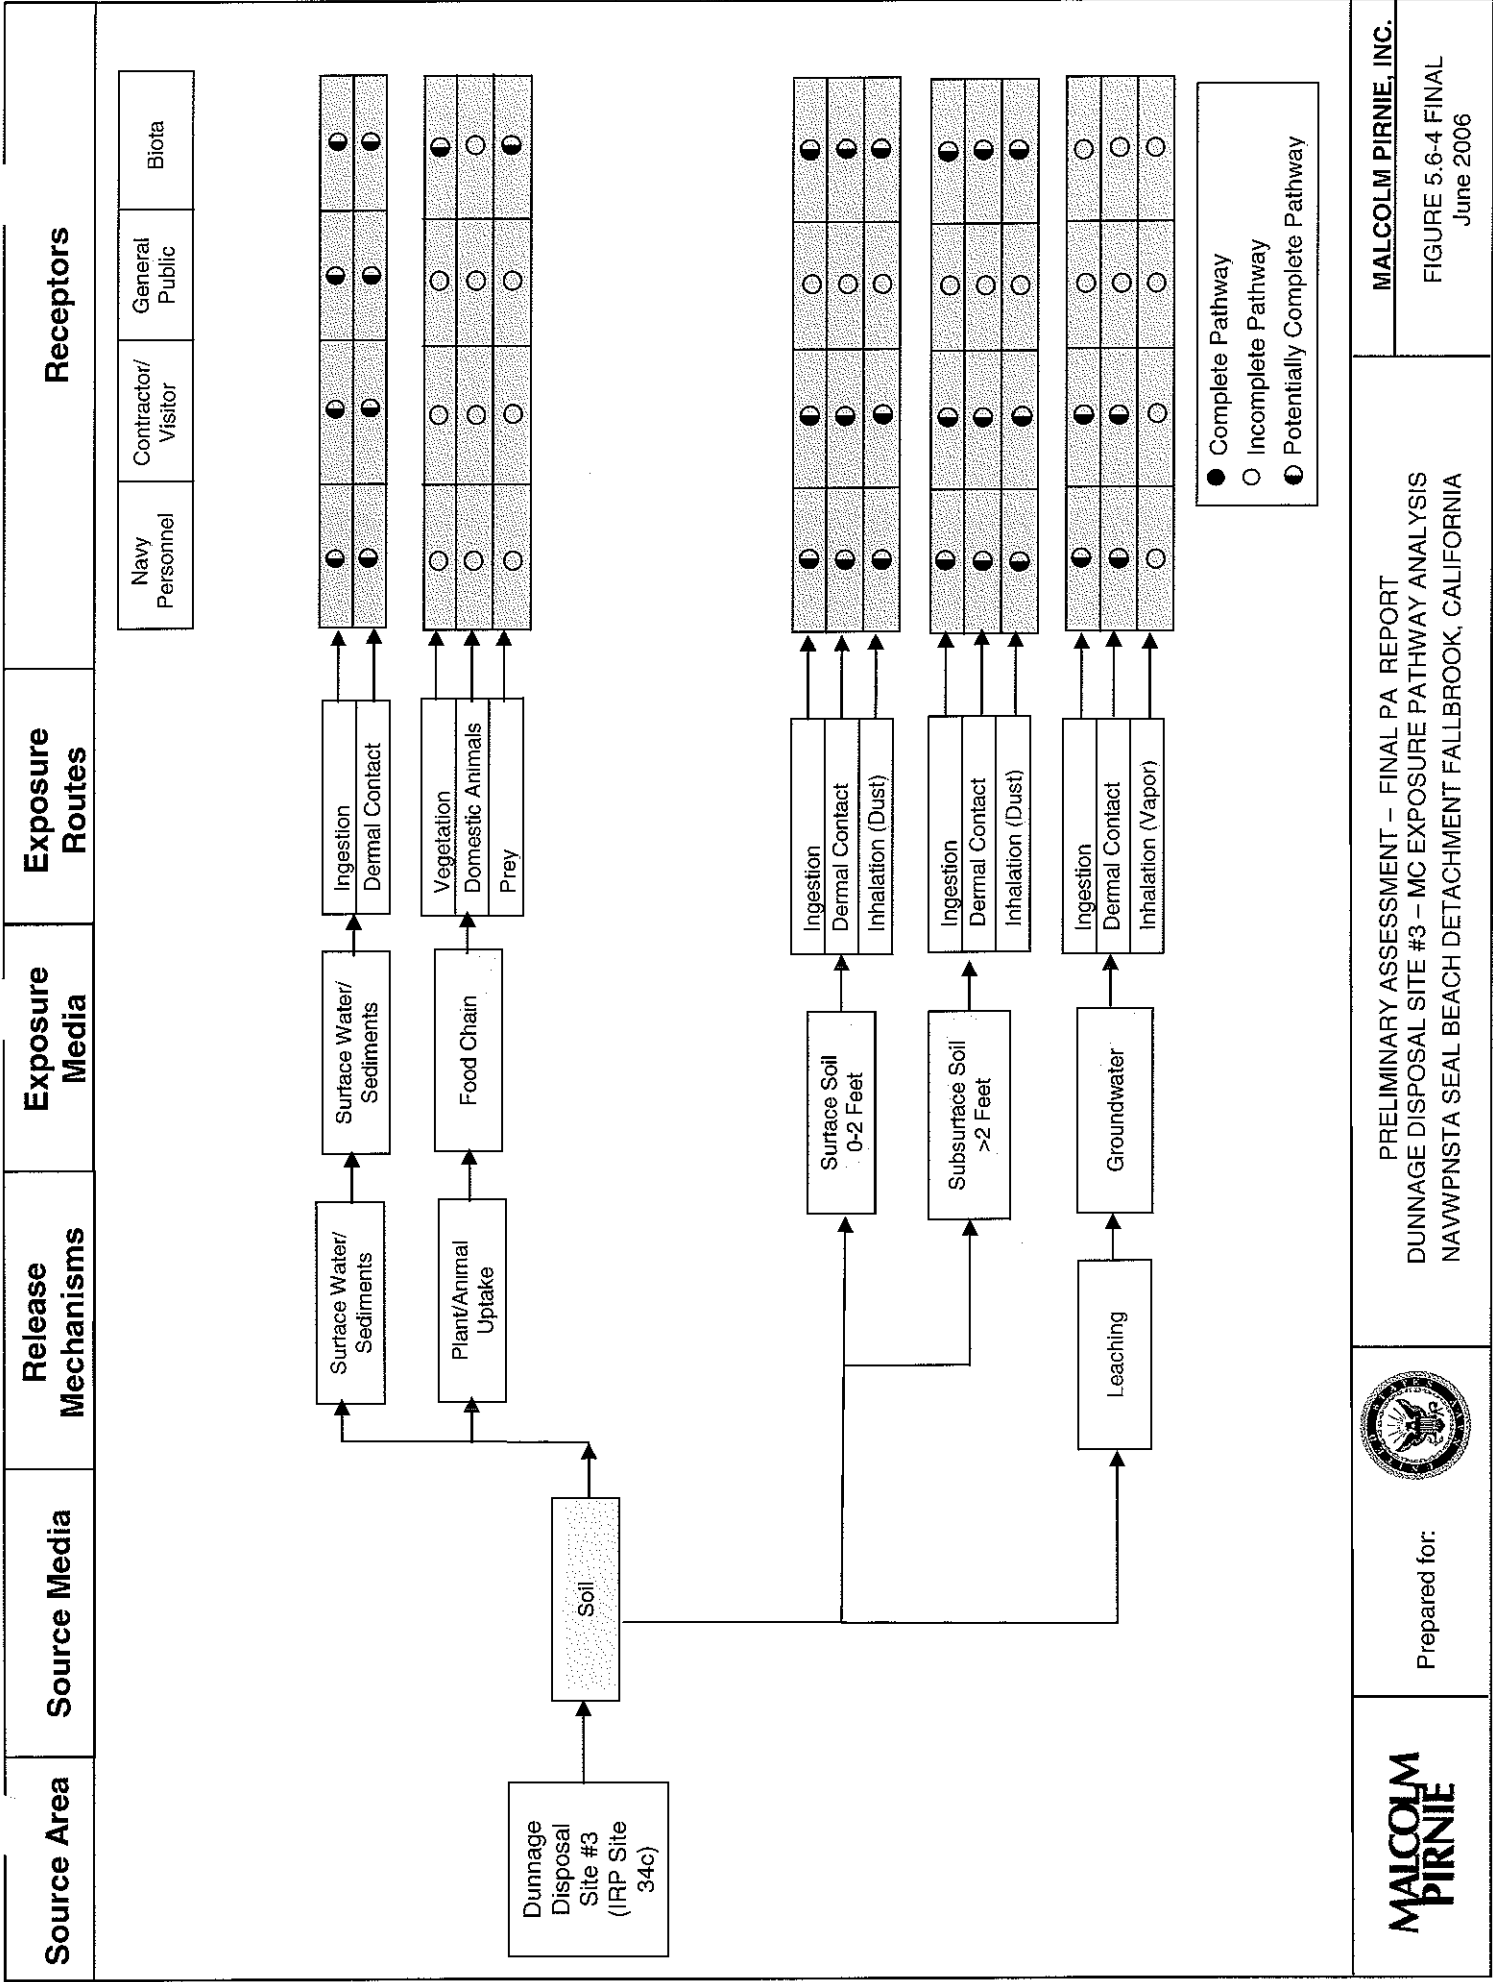 Source Area
Source Media
Release
Mechanisms
Exposure
Media
Exposure
Routes
Receptors
Navy
Personnel
Contractor/
Visitor
General
Public
Biota
Surface Water/
Sediments
Surface Water/
Sediments
Ingestion
Dermal Contact
Plant/Animal
Uptake
Food Chain
Vegetation
Domestic Animals
Prey
Dunnage
Disposal
Site #3
(IRP Site
34c)
Soil
Surface Soil
0-2 Feet
Ingestion
Dermal Contact
Inhalation (Dust)
Subsurface Soil
>2 Feet
Ingestion
Dermal Contact
Inhalation (Dust)
Leaching
Groundwater
Ingestion
Dermal Contact
Inhalation (Vapor)
Complete Pathway
Incomplete Pathway
Potentially Complete Pathway
MALCOLM
PIRNIE
Prepared for:
PRELIMINARY ASSESSMENT – FINAL PA REPORT
DUNNAGE DISPOSAL SITE #3 – MC EXPOSURE PATHWAY ANALYSIS
NAVWPNSTA SEAL BEACH DETACHMENT FALLBROOK, CALIFORNIA
MALCOLM PIRNIE, INC.
FIGURE 5.6-4 FINAL
June 2006